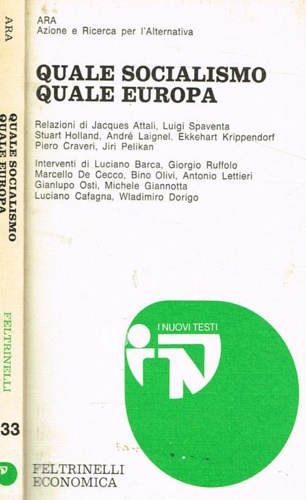 ARA
QUALE SOCIALISMO
QUALE EUROPA
FELTRINELLI
33
ARA
Azione e Ricerca per l'Alternativa
QUALE SOCIALISMO
QUALE EUROPA
Relazioni di Jacques Attali, Luigi Spaventa
Stuart Holland, André Laignel, Ekkehart Krippendorf
Piero Craveri, Jiri Pelikan
Interventi di Luciano Barca, Giorgio Ruffolo
Marcello De Cecco, Bino Olivi, Antonio Lettieri
Gianlupo Osti, Michele Giannotta
Luciano Cafagna, Wladimiro Dorigo
I NUOVI TESTI
FELTRINELLI
ECONOMICA